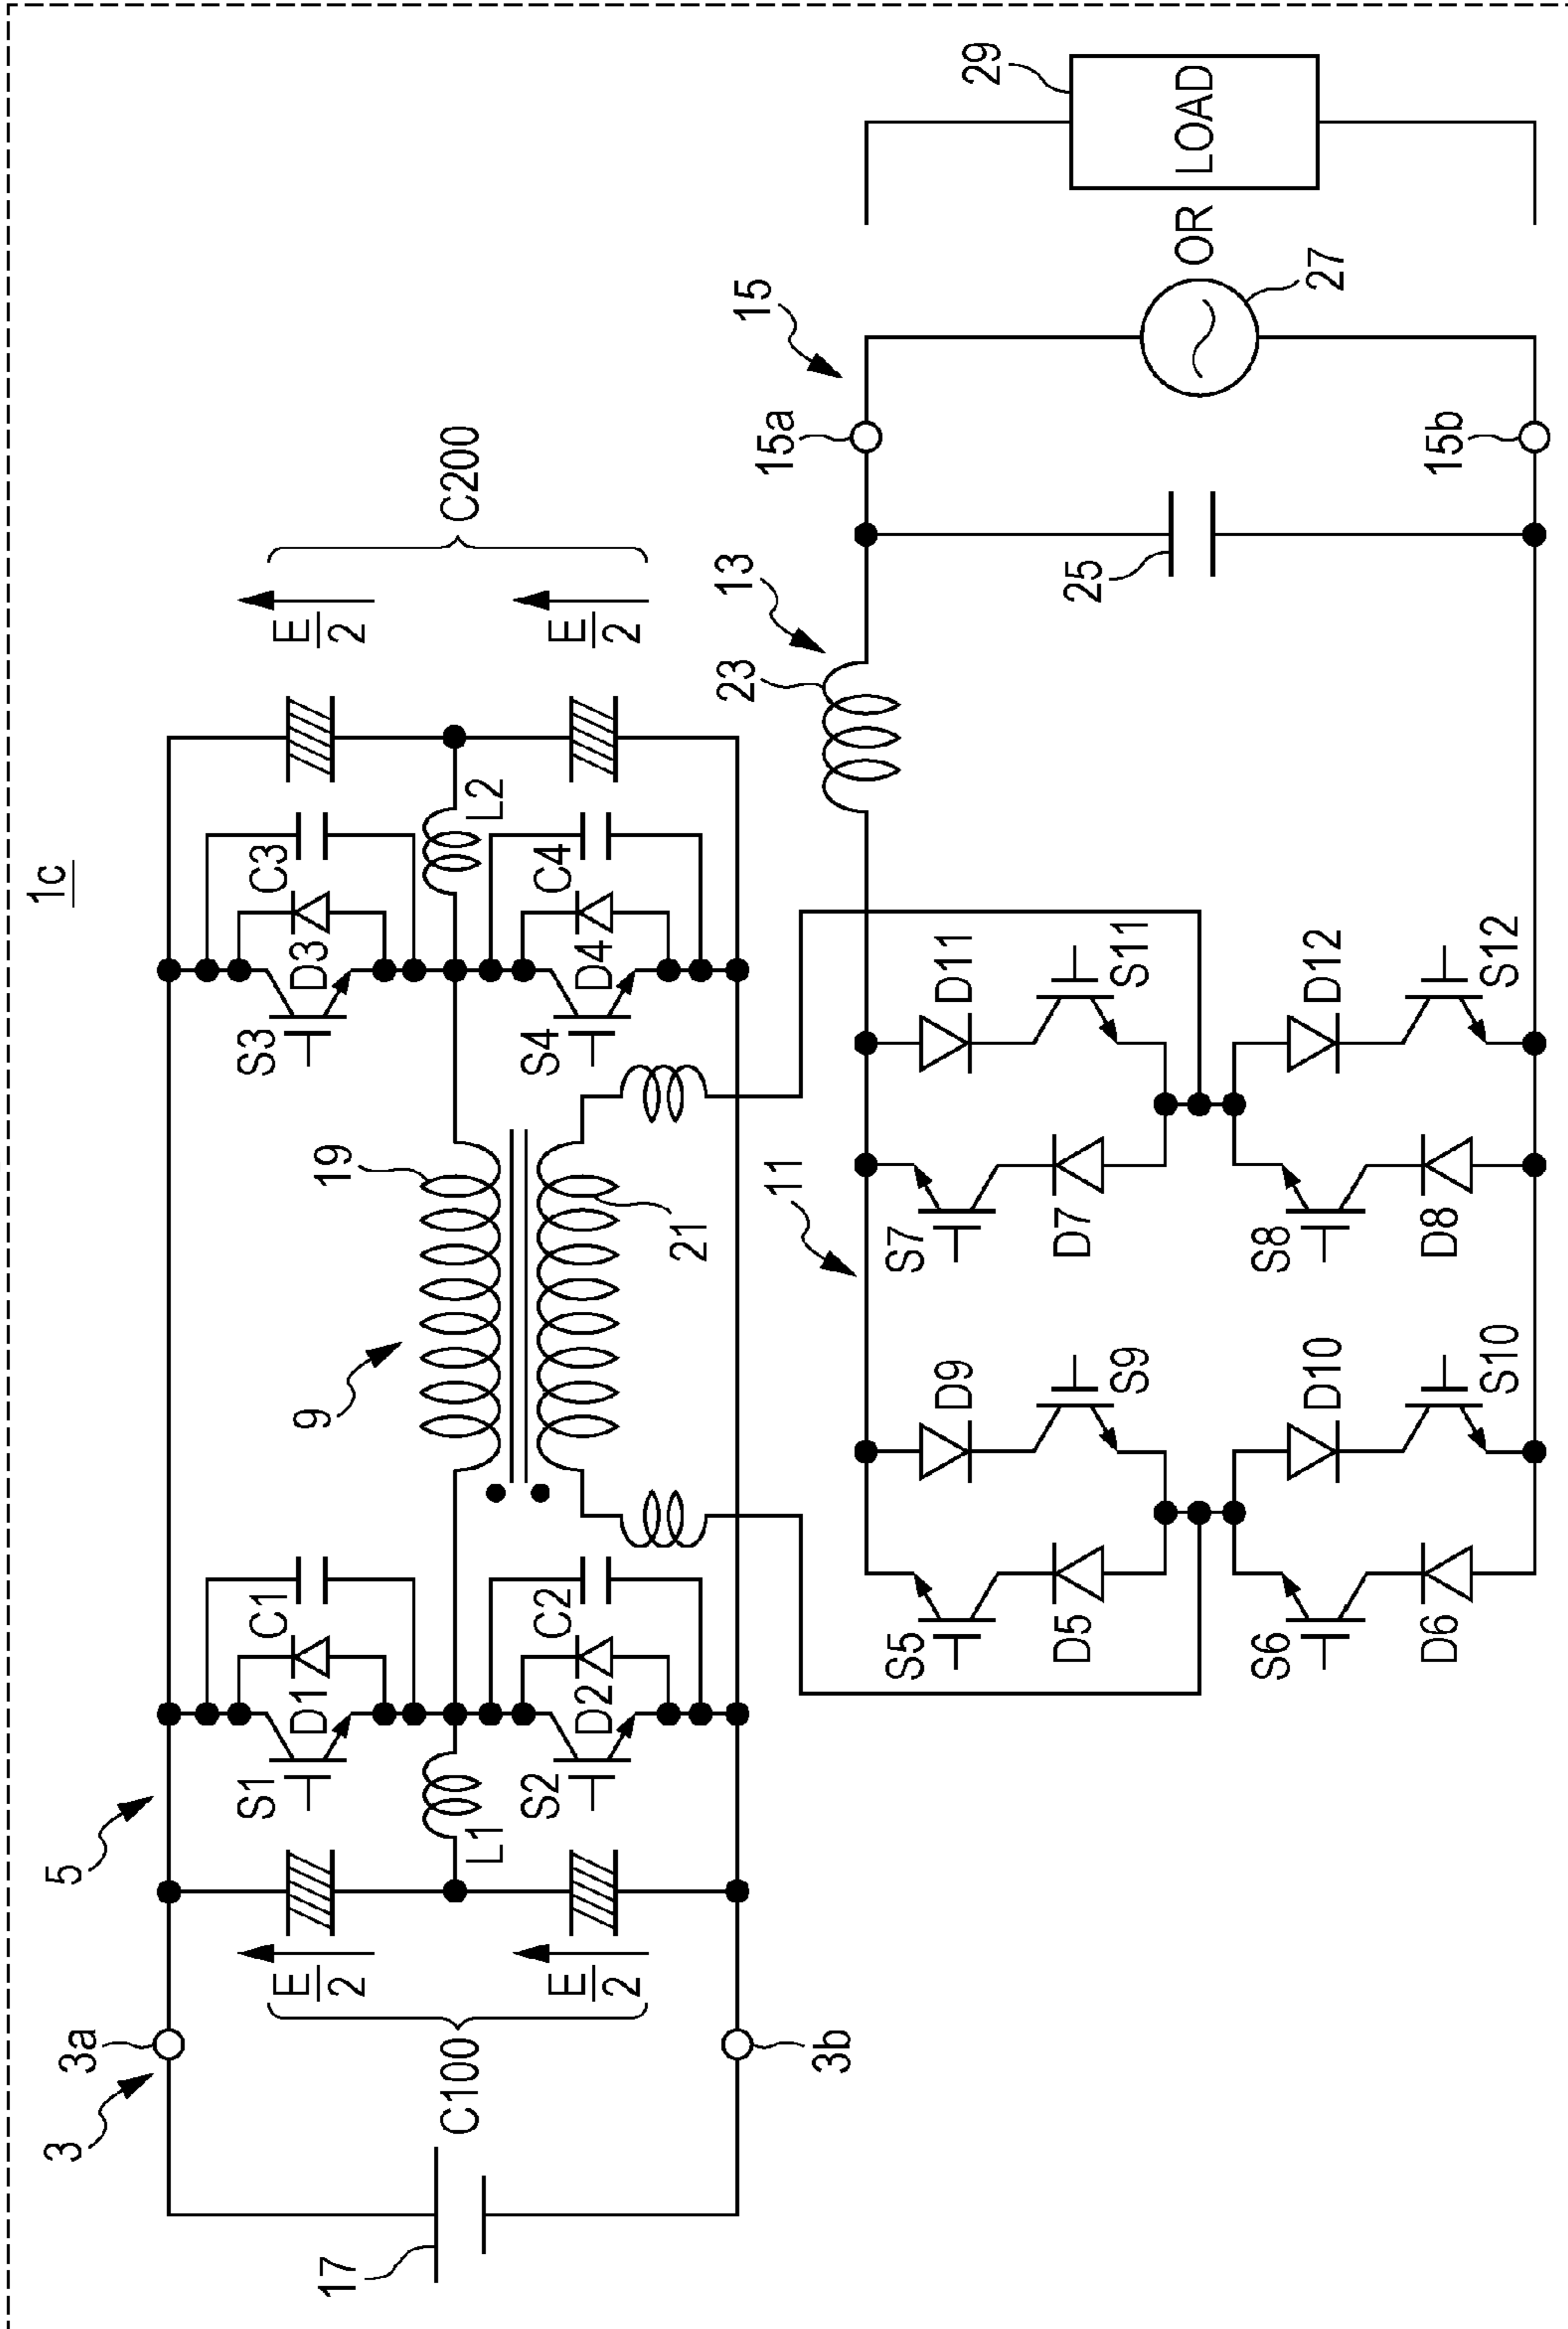 1c
3
3a
5
C100
E/2
E/2
S1
D1
C1
L1
S2
D2
C2
9
19
21
S3
D3
C3
L2
S4
D4
C4
E/2
E/2
C200
17
3b
11
13
23
15
15a
25
15b
27
OR
29
LOAD
S5
D5
D9
S9
S7
D7
D11
S11
S6
D6
D10
S10
S8
D8
D12
S12